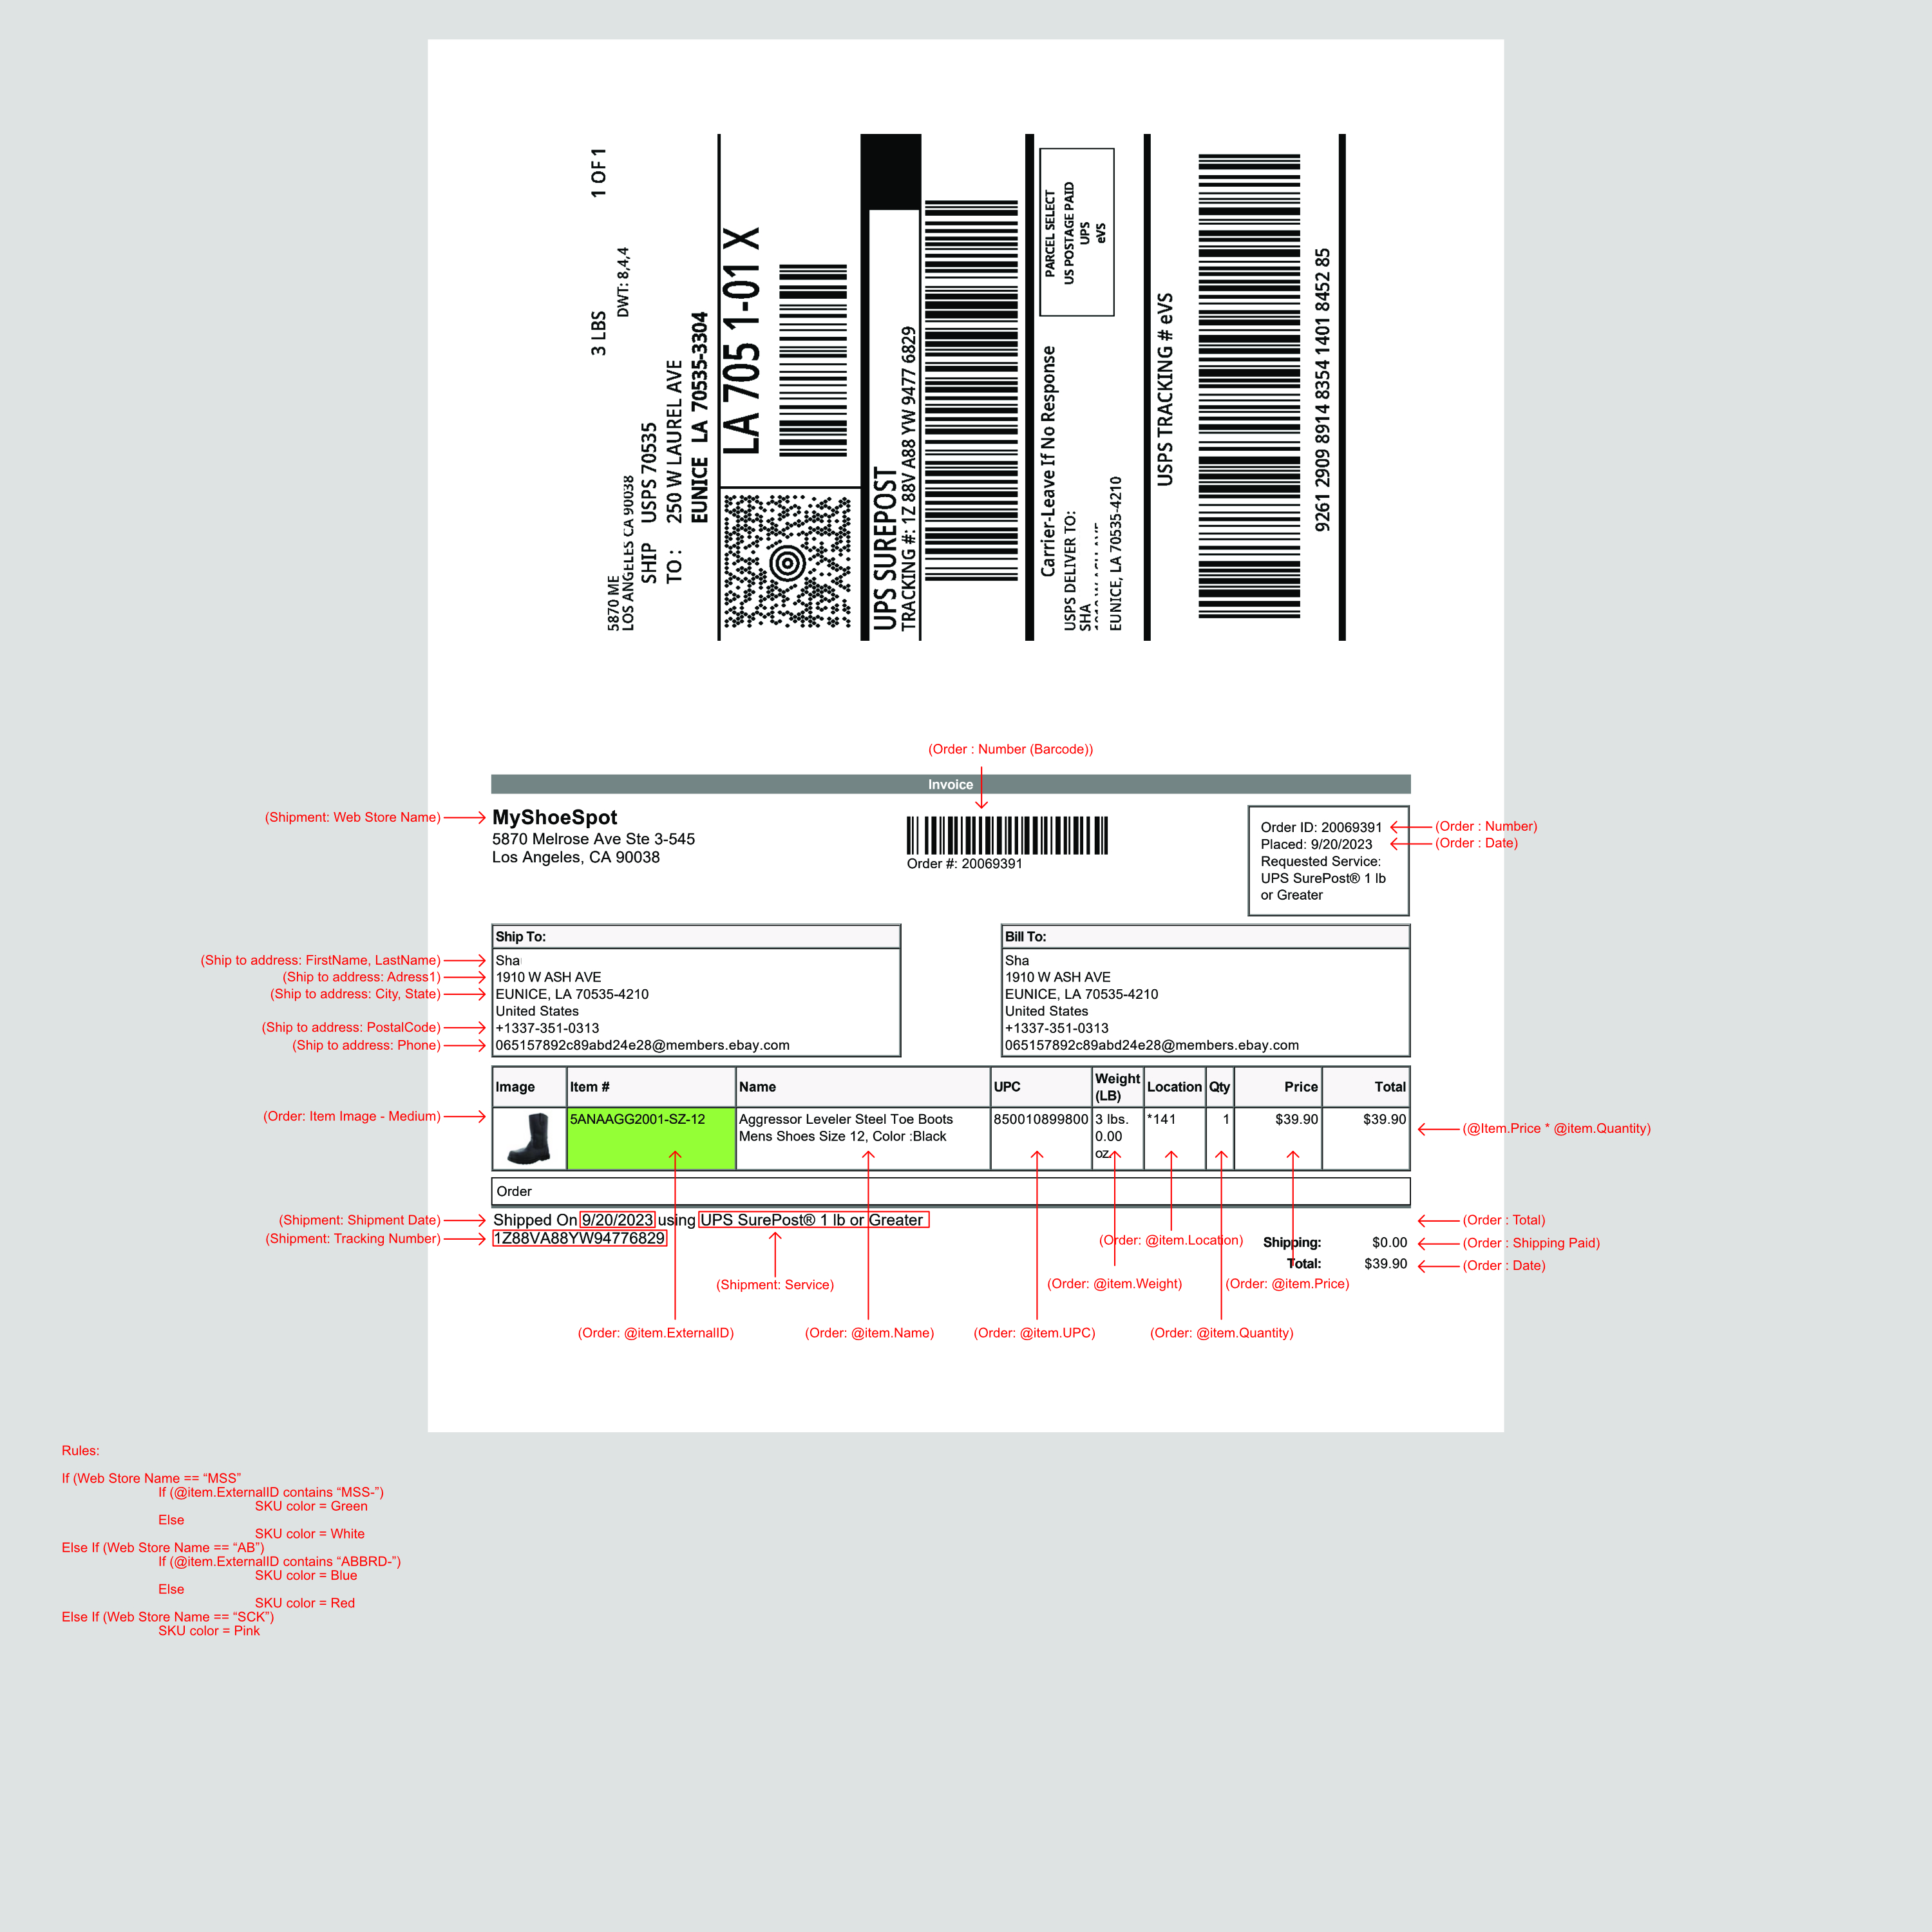 1 OF 1
3 LBS
DWT: 8,4,4
5870 ME
LOS ANGELES CA 90038
SHIP USPS 70535
TO : 250 W LAUREL AVE
EUNICE LA 70535-3304
LA 705 1-01 X
UPS SUREPOST
TRACKING #: 1Z 88V A88 YW 9477 6829
PARCEL SELECT
US POSTAGE PAID
UPS
eVS
Carrier-Leave If No Response
USPS DELIVER TO:
SHA
EUNICE, LA 70535-4210
USPS TRACKING # eVS
9261 2909 8914 8354 1401 8452 85
(Order : Number (Barcode))
Invoice
(Shipment: Web Store Name)
MyShoeSpot
5870 Melrose Ave Ste 3-545
Los Angeles, CA 90038
Order #: 20069391
Order ID: 20069391
Placed: 9/20/2023
Requested Service:
UPS SurePost® 1 lb
or Greater
(Order : Number)
(Order : Date)
Ship To:
(Ship to address: FirstName, LastName) Sha
(Ship to address: Adress1) 1910 W ASH AVE
(Ship to address: City, State) EUNICE, LA 70535-4210
United States
(Ship to address: PostalCode) +1337-351-0313
(Ship to address: Phone) 065157892c89abd24e28@members.ebay.com
Bill To:
Sha
1910 W ASH AVE
EUNICE, LA 70535-4210
United States
+1337-351-0313
065157892c89abd24e28@members.ebay.com
Image Item # Name UPC Weight (LB) Location Qty Price Total
(Order: Item Image - Medium) 5ANAAGG2001-SZ-12 Aggressor Leveler Steel Toe Boots 850010899800 3 lbs. *141 1 $39.90 $39.90
Mens Shoes Size 12, Color :Black 0.00 (@Item.Price * @item.Quantity)
oz.
Order
(Shipment: Shipment Date) Shipped On 9/20/2023 using UPS SurePost® 1 lb or Greater (Order : Total)
(Shipment: Tracking Number) 1Z88VA88YW94776829
(Order: @item.Location) Shipping: $0.00 (Order : Shipping Paid)
Total: $39.90 (Order : Date)
(Shipment: Service) (Order: @item.Weight) (Order: @item.Price)
(Order: @item.ExternalID) (Order: @item.Name) (Order: @item.UPC) (Order: @item.Quantity)
Rules:
If (Web Store Name == “MSS”
If (@item.ExternalID contains “MSS-”)
SKU color = Green
Else
SKU color = White
Else If (Web Store Name == “AB”)
If (@item.ExternalID contains “ABBRD-”)
SKU color = Blue
Else
SKU color = Red
Else If (Web Store Name == “SCK”)
SKU color = Pink